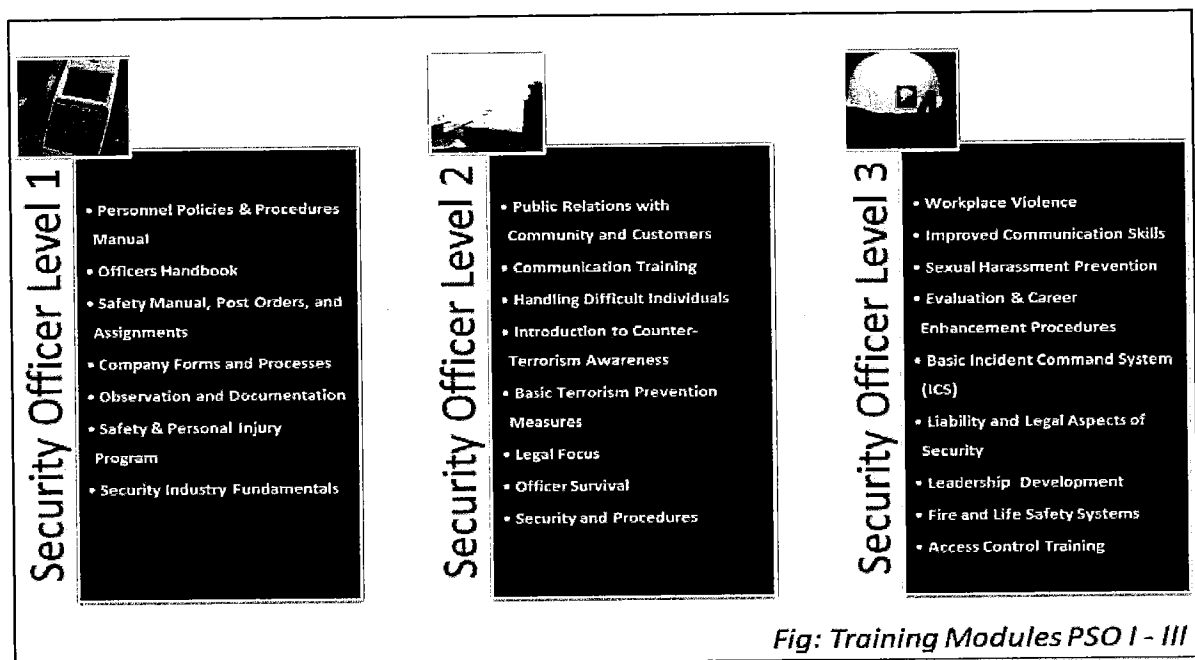 Security Officer Level 1
• Personnel Policies & Procedures
Manual
• Officers Handbook
• Safety Manual, Post Orders, and
Assignments
• Company Forms and Processes
• Observation and Documentation
• Safety & Personal Injury
Program
• Security Industry Fundamentals
Security Officer Level 2
• Public Relations with
Community and Customers
• Communication Training
• Handling Difficult Individuals
• Introduction to Counter-
Terrorism Awareness
• Basic Terrorism Prevention
Measures
• Legal Focus
• Officer Survival
• Security and Procedures
Security Officer Level 3
• Workplace Violence
• Improved Communication Skills
• Sexual Harassment Prevention
• Evaluation & Career
Enhancement Procedures
• Basic Incident Command System
(ICS)
• Liability and Legal Aspects of
Security
• Leadership Development
• Fire and Life Safety Systems
• Access Control Training
Fig: Training Modules PSO I - III